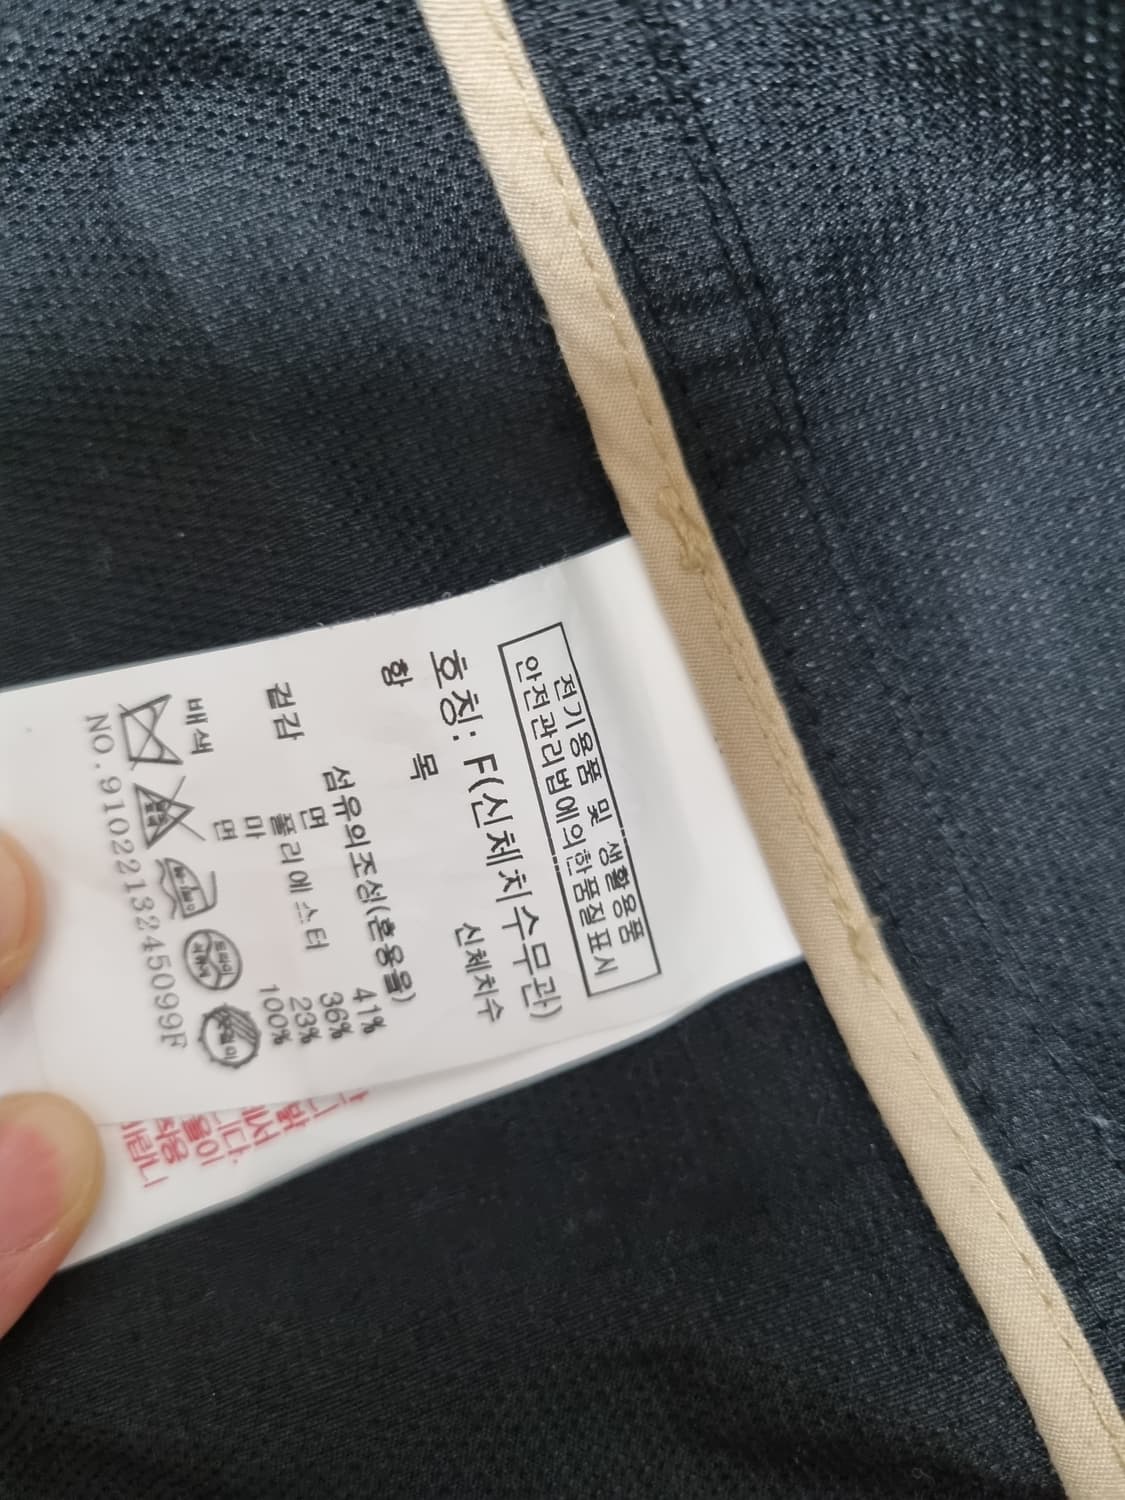 전기용품 및 생활용품
안전관리법에의한품질표시
호칭: F(신체치수무관)
항 목 신체치수
섬유의조성(혼용율)
겉감 면 41%
폴리에스터 36%
마 23%
배색 면 100%
NO.9102213245099F